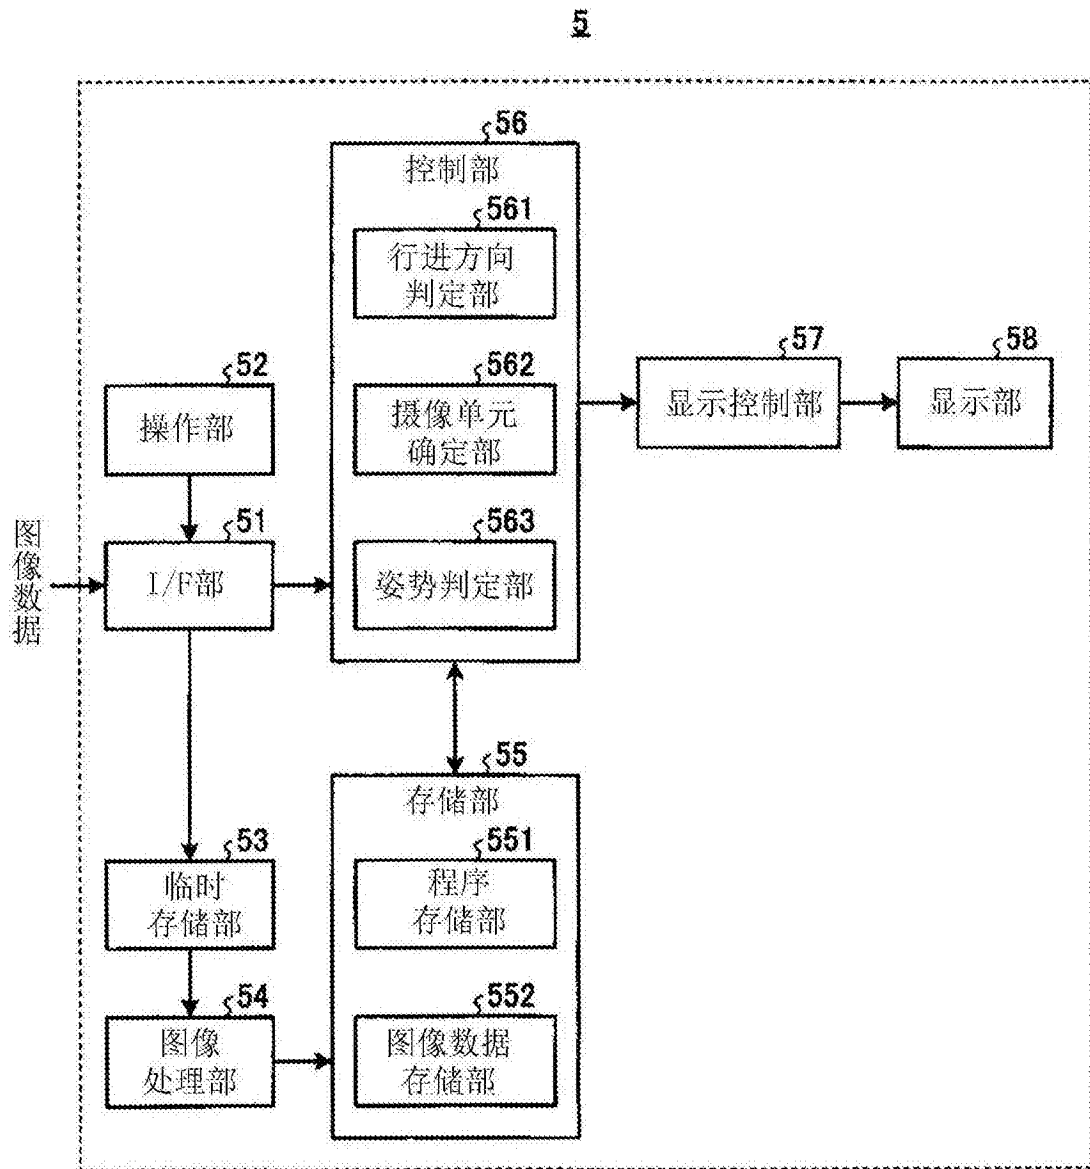 5
56
控制部
561
行进方向
判定部
52
操作部
562
摄像单元
确定部
57
显示控制部
58
显示部
图像数据
51
I/F部
563
姿势判定部
55
存储部
53
临时
存储部
551
程序
存储部
54
图像
处理部
552
图像数据
存储部